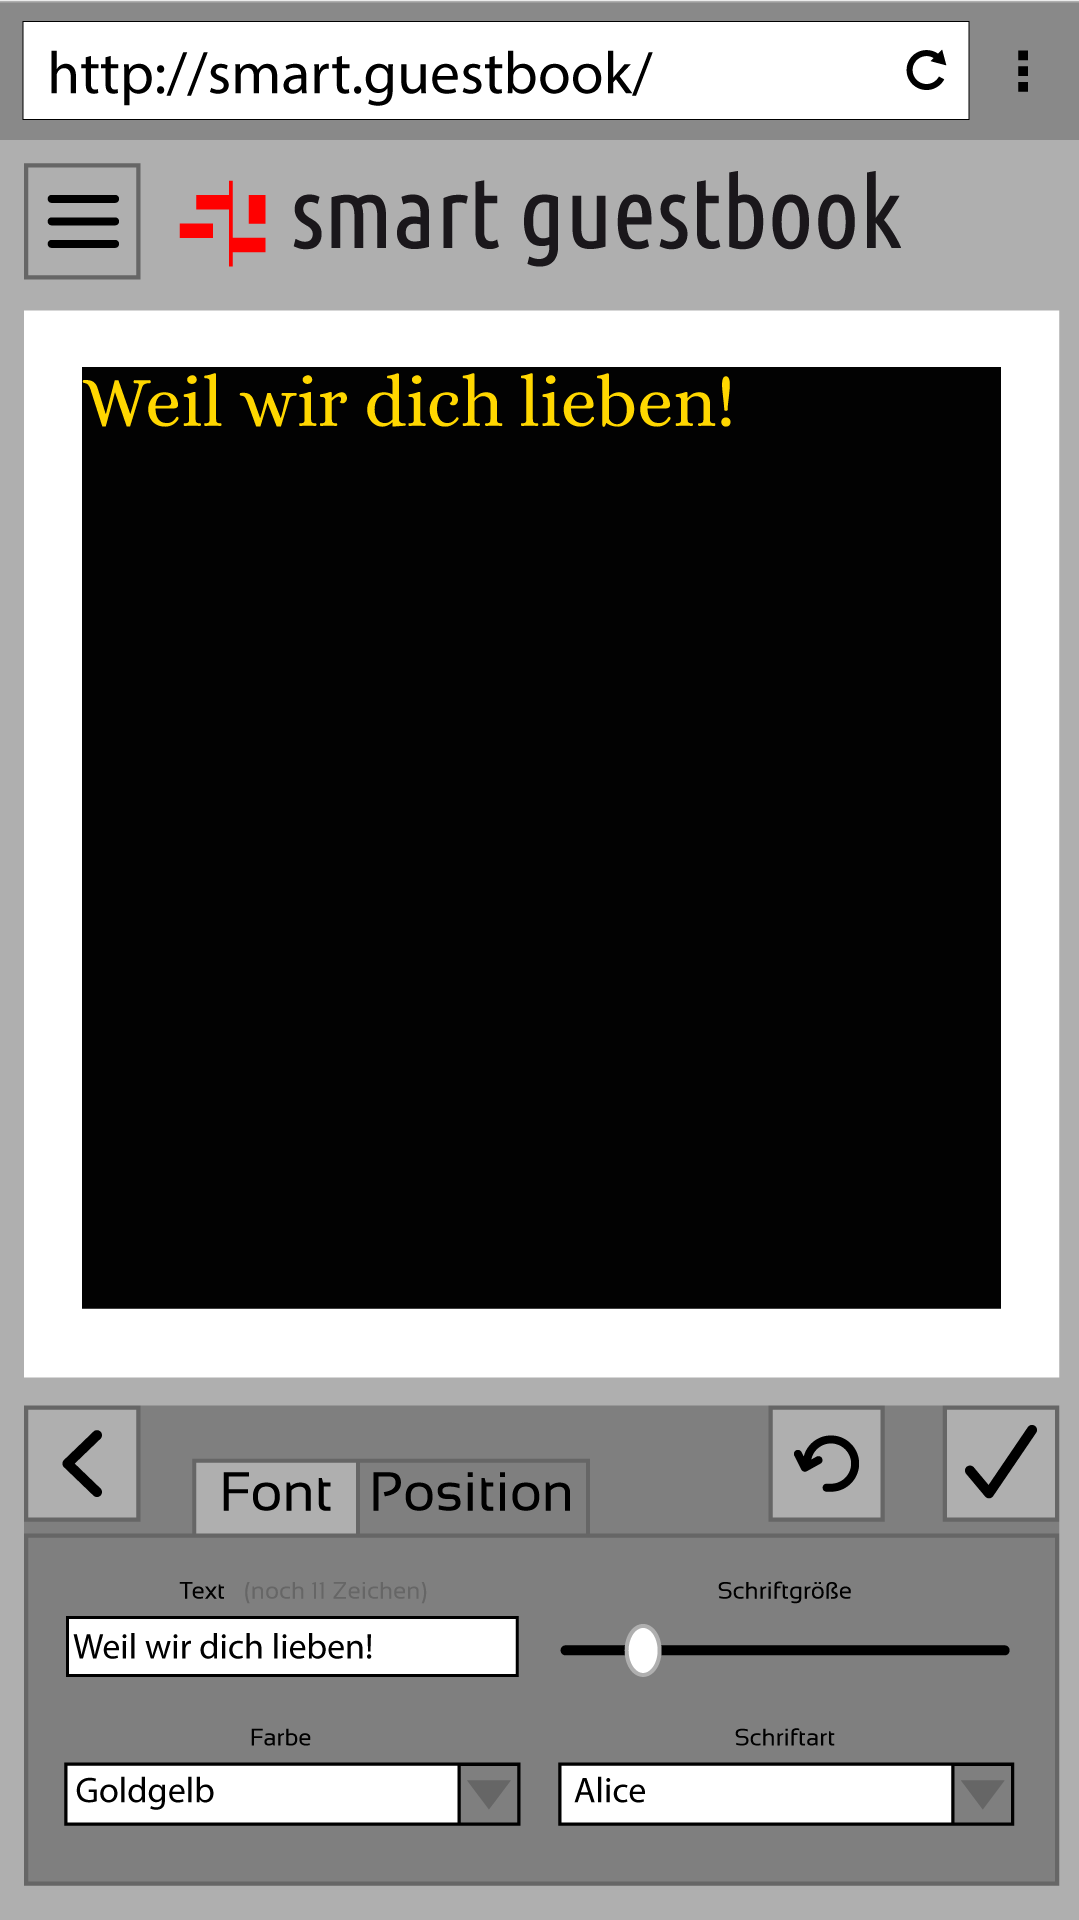 http://smart.guestbook/
smart guestbook
Weil wir dich lieben!
Font Position
Text (noch 11 Zeichen) Schriftgröße
Weil wir dich lieben!
Farbe Schriftart
Goldgelb Alice